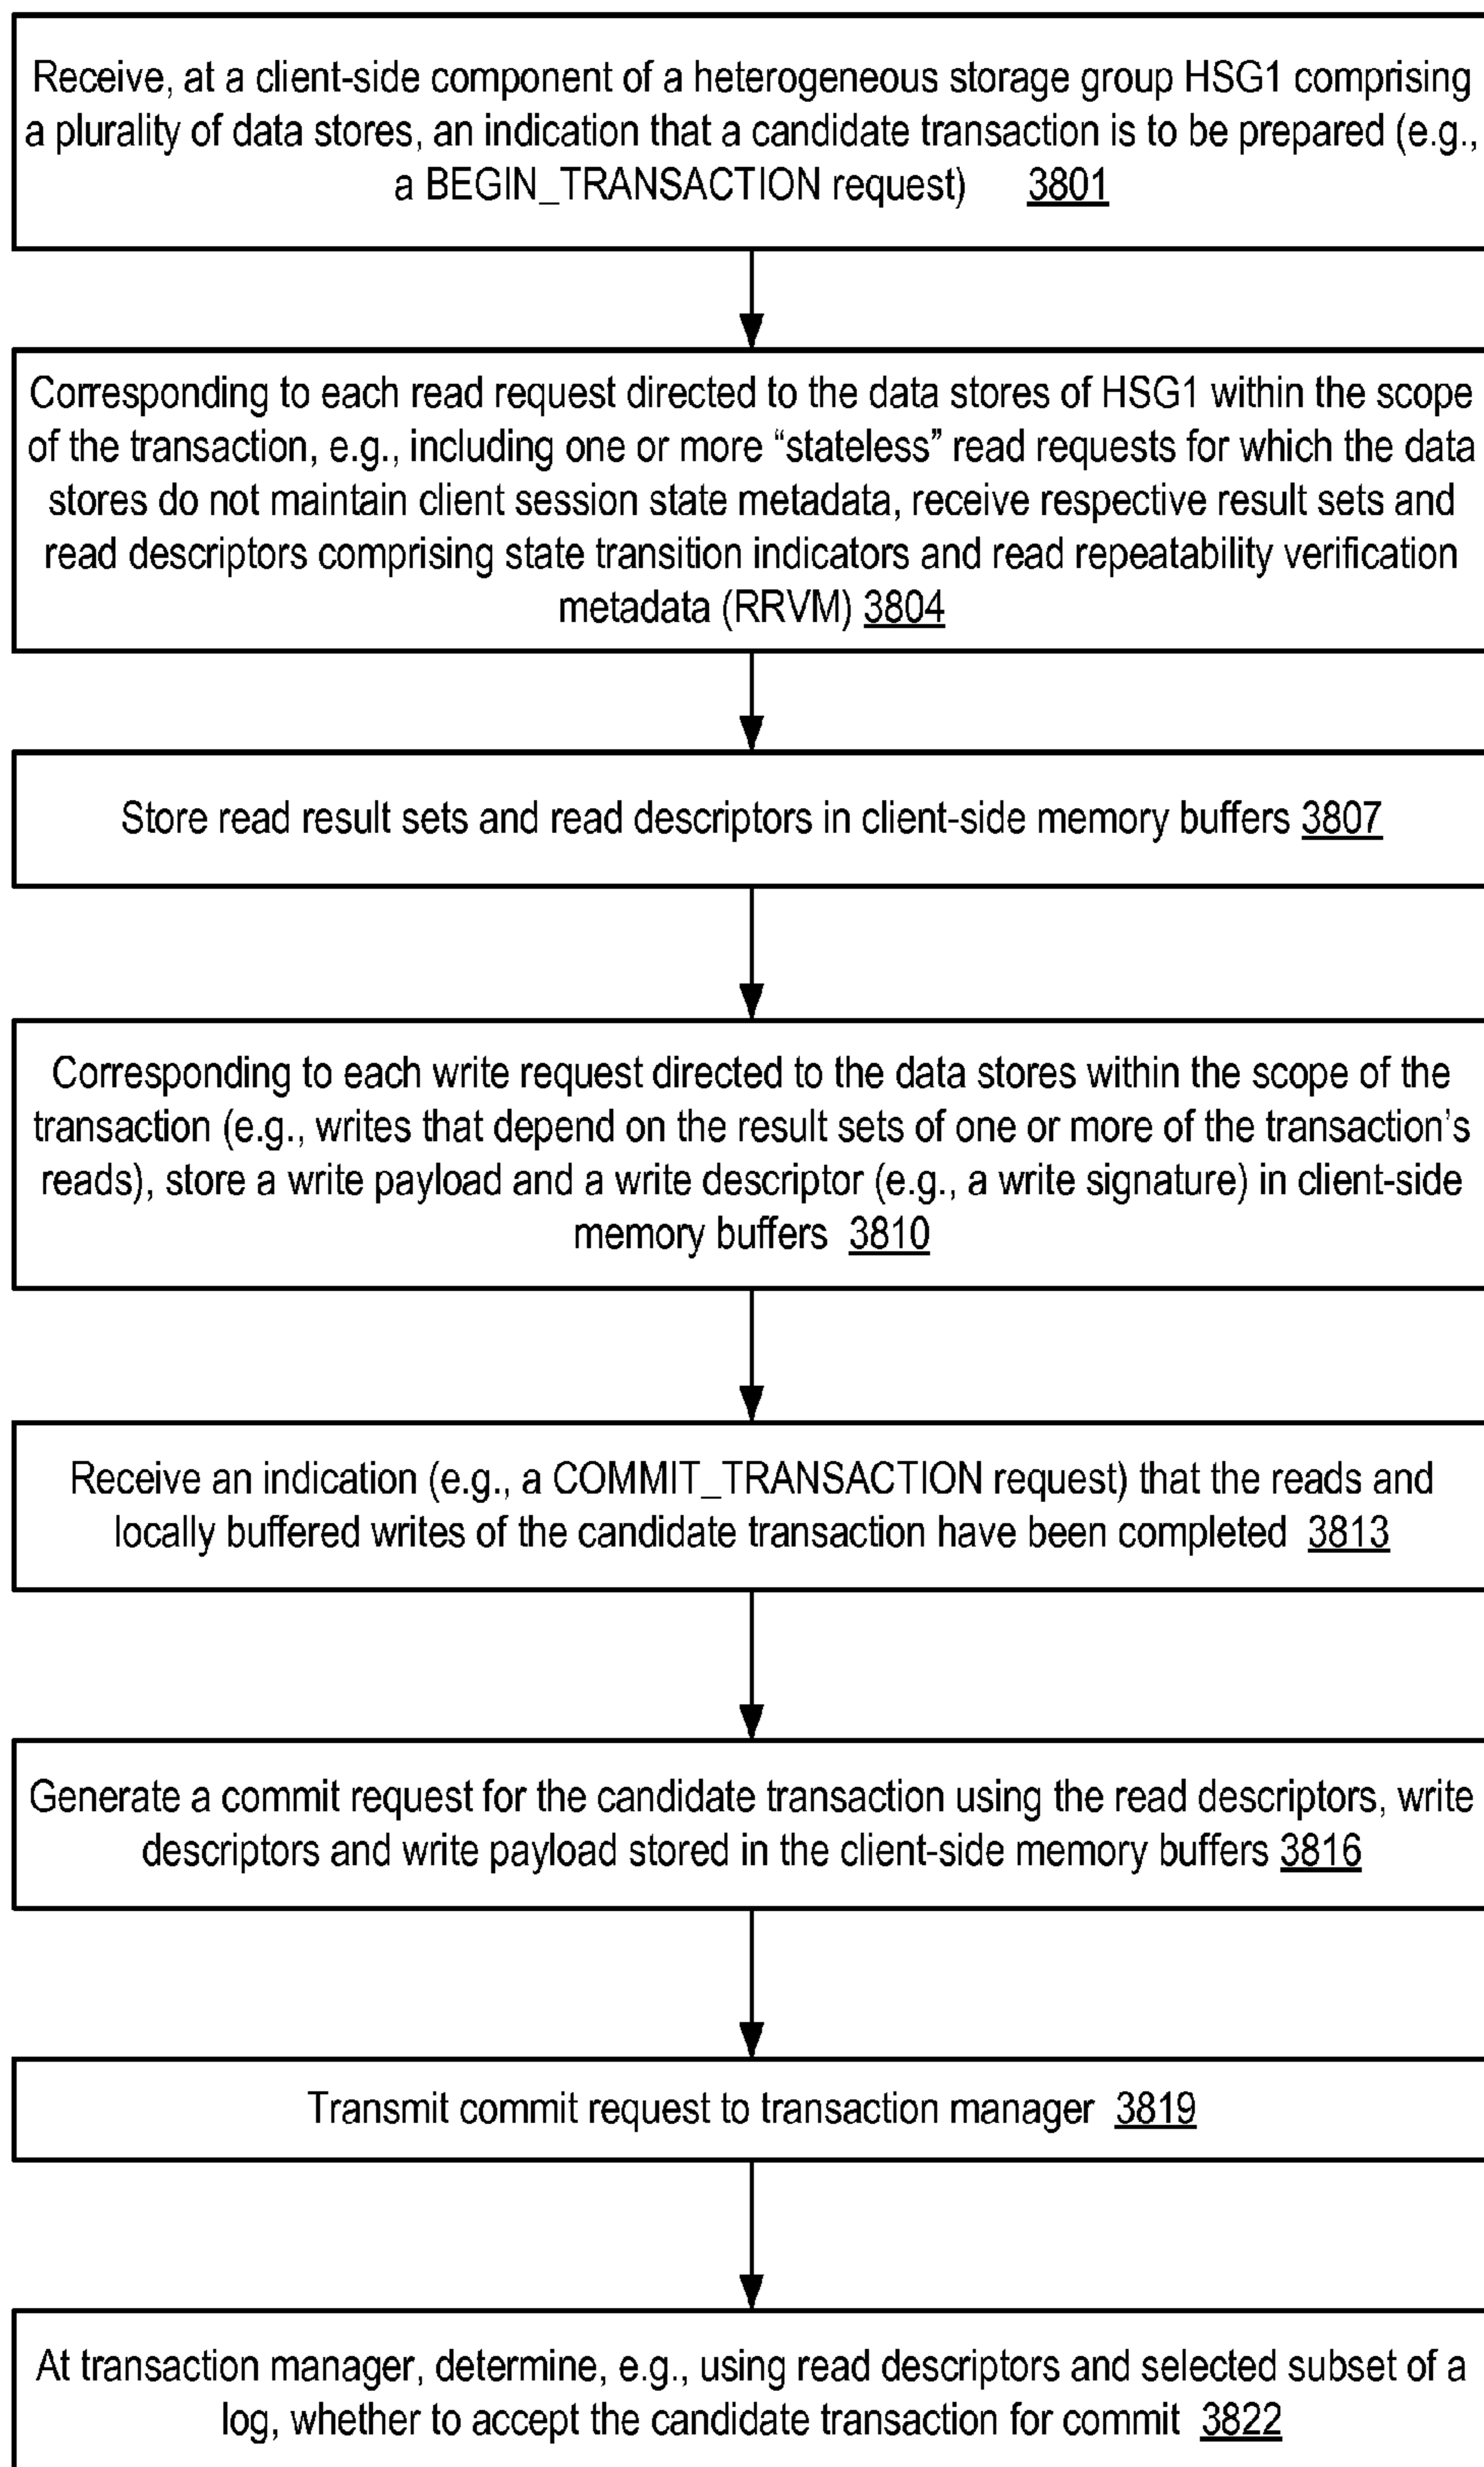 Receive, at a client-side component of a heterogeneous storage group HSG1 comprising
a plurality of data stores, an indication that a candidate transaction is to be prepared (e.g.,
a BEGIN_TRANSACTION request) 3801
Corresponding to each read request directed to the data stores of HSG1 within the scope
of the transaction, e.g., including one or more “stateless” read requests for which the data
stores do not maintain client session state metadata, receive respective result sets and
read descriptors comprising state transition indicators and read repeatability verification
metadata (RRVM) 3804
Store read result sets and read descriptors in client-side memory buffers 3807
Corresponding to each write request directed to the data stores within the scope of the
transaction (e.g., writes that depend on the result sets of one or more of the transaction’s
reads), store a write payload and a write descriptor (e.g., a write signature) in client-side
memory buffers 3810
Receive an indication (e.g., a COMMIT_TRANSACTION request) that the reads and
locally buffered writes of the candidate transaction have been completed 3813
Generate a commit request for the candidate transaction using the read descriptors, write
descriptors and write payload stored in the client-side memory buffers 3816
Transmit commit request to transaction manager 3819
At transaction manager, determine, e.g., using read descriptors and selected subset of a
log, whether to accept the candidate transaction for commit 3822